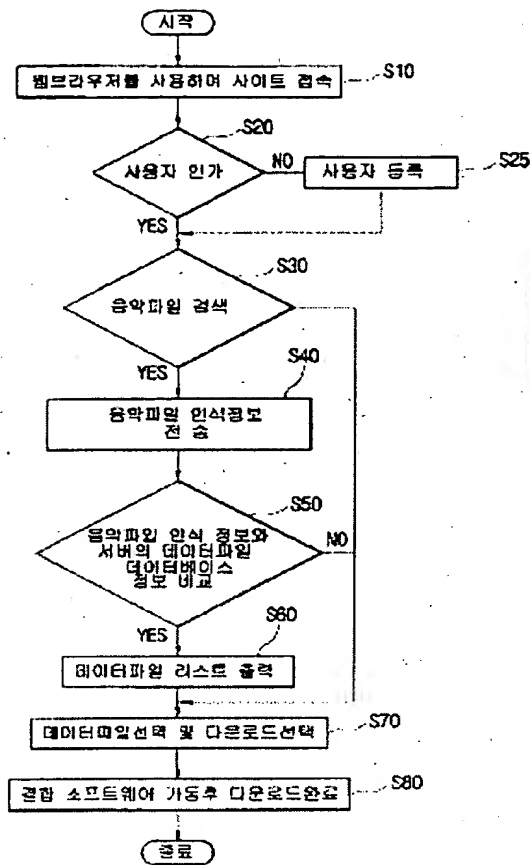 시작
웹브라우저를 사용하여 사이트 접속
S10
S20
사용자 인가
NO
사용자 등록
S25
YES
S30
음악파일 검색
YES
S40
음악파일 인식정보
전송
S50
음악파일 인식 정보와
서버의 데이터파일
데이터베이스
정보 비교
NO
YES
S60
데이터파일 리스트 출력
데이터파일선택 및 다운로드선택
S70
결합 소프트웨어 가동후 다운로드완료
S80
종료